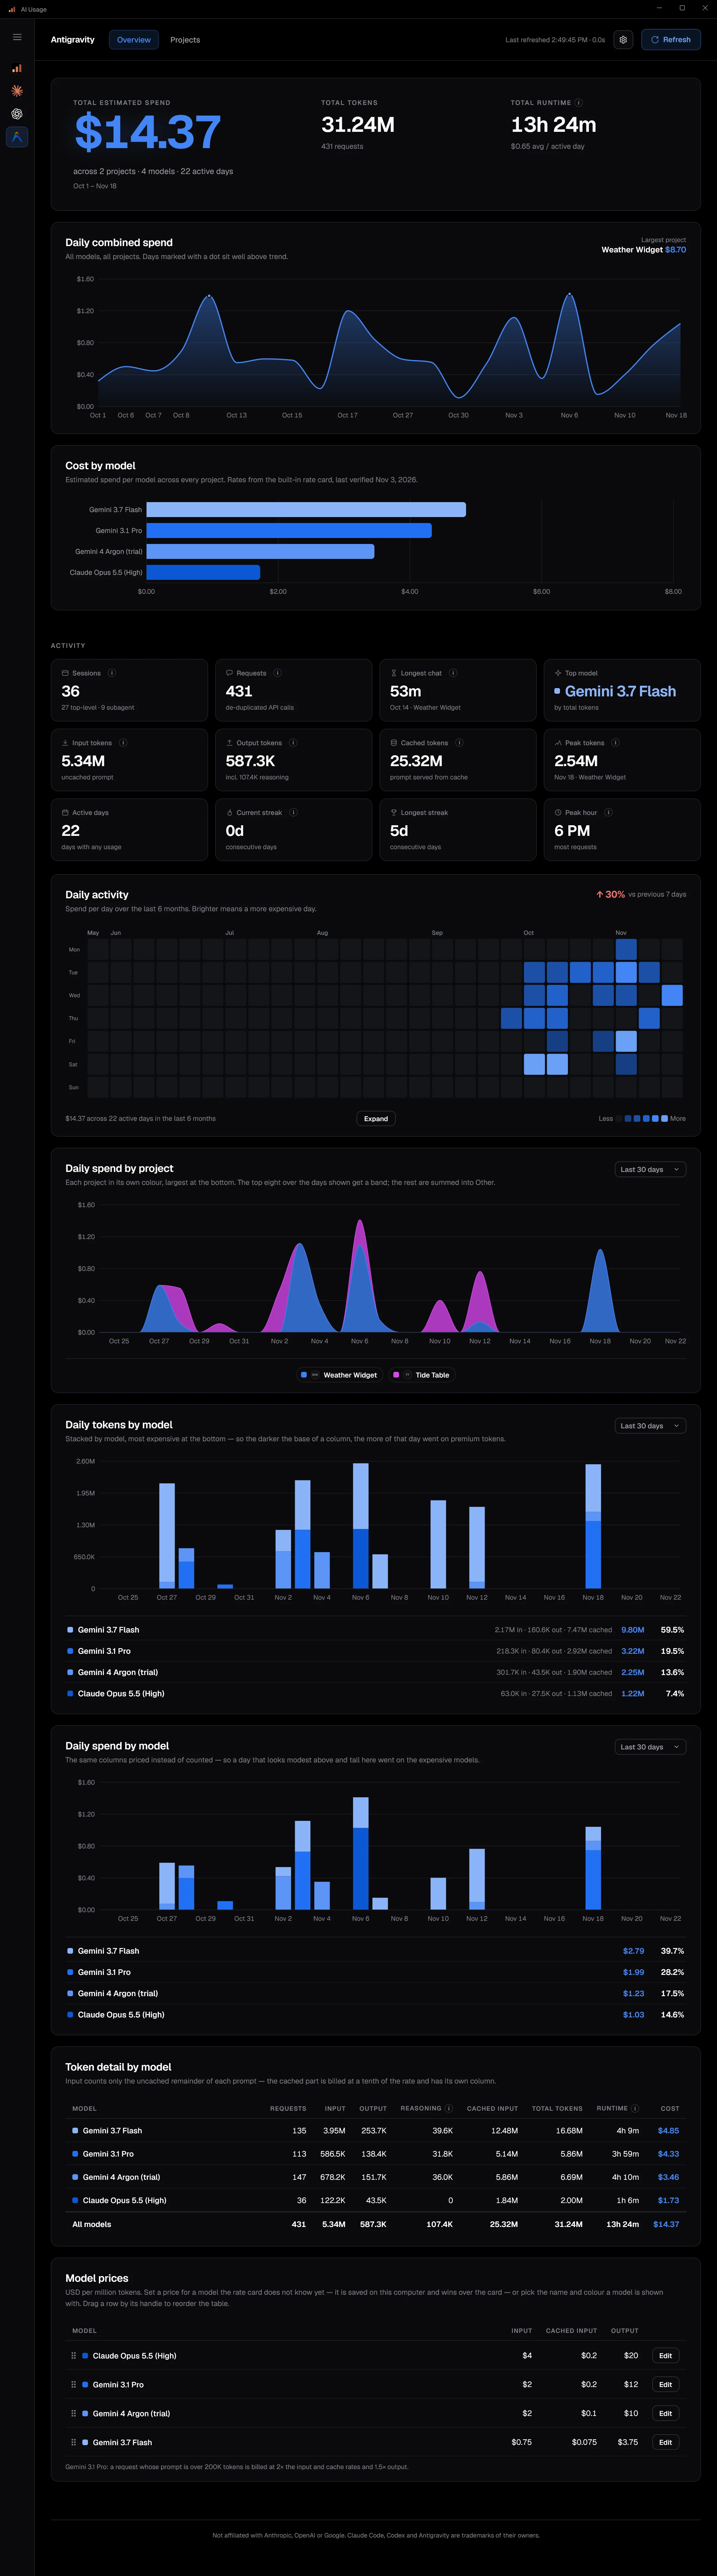 AI Usage
Antigravity Overview Projects Last refreshed 2:49:45 PM · 0.0s Refresh
TOTAL ESTIMATED SPEND
$14.37
across 2 projects · 4 models · 22 active days
Oct 1 – Nov 18
TOTAL TOKENS
31.24M
431 requests
TOTAL RUNTIME
13h 24m
$0.65 avg / active day
Daily combined spend
All models, all projects. Days marked with a dot sit well above trend.
Largest project
Weather Widget $8.70
$1.60
$1.20
$0.80
$0.40
$0.00
Oct 1 Oct 6 Oct 7 Oct 8 Oct 13 Oct 15 Oct 17 Oct 27 Oct 30 Nov 3 Nov 6 Nov 10 Nov 18
Cost by model
Estimated spend per model across every project. Rates from the built-in rate card, last verified Nov 3, 2026.
Gemini 3.7 Flash
Gemini 3.1 Pro
Gemini 4 Argon (trial)
Claude Opus 5.5 (High)
$0.00 $2.00 $4.00 $6.00 $8.00
ACTIVITY
Sessions
36
27 top-level · 9 subagent
Requests
431
de-duplicated API calls
Longest chat
53m
Oct 14 · Weather Widget
Top model
Gemini 3.7 Flash
by total tokens
Input tokens
5.34M
uncached prompt
Output tokens
587.3K
incl. 107.4K reasoning
Cached tokens
25.32M
prompt served from cache
Peak tokens
2.54M
Nov 18 · Weather Widget
Active days
22
days with any usage
Current streak
0d
consecutive days
Longest streak
5d
consecutive days
Peak hour
6 PM
most requests
Daily activity
Spend per day over the last 6 months. Brighter means a more expensive day.
↑ 30% vs previous 7 days
May Jun Jul Aug Sep Oct Nov
Mon
Tue
Wed
Thu
Fri
Sat
Sun
$14.37 across 22 active days in the last 6 months
Expand
Less More
Daily spend by project
Each project in its own colour, largest at the bottom. The top eight over the days shown get a band; the rest are summed into Other.
Last 30 days
$1.60
$1.20
$0.80
$0.40
$0.00
Oct 25 Oct 27 Oct 29 Oct 31 Nov 2 Nov 4 Nov 6 Nov 8 Nov 10 Nov 12 Nov 14 Nov 16 Nov 18 Nov 20 Nov 22
Weather Widget Tide Table
Daily tokens by model
Stacked by model, most expensive at the bottom — so the darker the base of a column, the more of that day went on premium tokens.
Last 30 days
2.60M
1.95M
1.30M
650.0K
0
Oct 25 Oct 27 Oct 29 Oct 31 Nov 2 Nov 4 Nov 6 Nov 8 Nov 10 Nov 12 Nov 14 Nov 16 Nov 18 Nov 20 Nov 22
Gemini 3.7 Flash 2.17M in · 160.6K out · 7.47M cached 9.80M 59.5%
Gemini 3.1 Pro 218.3K in · 80.4K out · 2.92M cached 3.22M 19.5%
Gemini 4 Argon (trial) 301.7K in · 43.5K out · 1.90M cached 2.25M 13.6%
Claude Opus 5.5 (High) 63.0K in · 27.5K out · 1.13M cached 1.22M 7.4%
Daily spend by model
The same columns priced instead of counted — so a day that looks modest above and tall here went on the expensive models.
Last 30 days
$1.60
$1.20
$0.80
$0.40
$0.00
Oct 25 Oct 27 Oct 29 Oct 31 Nov 2 Nov 4 Nov 6 Nov 8 Nov 10 Nov 12 Nov 14 Nov 16 Nov 18 Nov 20 Nov 22
Gemini 3.7 Flash $2.79 39.7%
Gemini 3.1 Pro $1.99 28.2%
Gemini 4 Argon (trial) $1.23 17.5%
Claude Opus 5.5 (High) $1.03 14.6%
Token detail by model
Input counts only the uncached remainder of each prompt — the cached part is billed at a tenth of the rate and has its own column.
MODEL REQUESTS INPUT OUTPUT REASONING CACHED INPUT TOTAL TOKENS RUNTIME COST
Gemini 3.7 Flash 135 3.95M 253.7K 39.6K 12.48M 16.68M 4h 9m $4.85
Gemini 3.1 Pro 113 586.5K 138.4K 31.8K 5.14M 5.86M 3h 59m $4.33
Gemini 4 Argon (trial) 147 678.2K 151.7K 36.0K 5.86M 6.69M 4h 10m $3.46
Claude Opus 5.5 (High) 36 122.2K 43.5K 0 1.84M 2.00M 1h 6m $1.73
All models 431 5.34M 587.3K 107.4K 25.32M 31.24M 13h 24m $14.37
Model prices
USD per million tokens. Set a price for a model the rate card does not know yet — it is saved on this computer and wins over the card — or pick the name and colour a model is shown
with. Drag a row by its handle to reorder the table.
MODEL INPUT CACHED INPUT OUTPUT
Claude Opus 5.5 (High) $4 $0.2 $20 Edit
Gemini 3.1 Pro $2 $0.2 $12 Edit
Gemini 4 Argon (trial) $2 $0.1 $10 Edit
Gemini 3.7 Flash $0.75 $0.075 $3.75 Edit
Gemini 3.1 Pro: a request whose prompt is over 200K tokens is billed at 2× the input and cache rates and 1.5× output.
Not affiliated with Anthropic, OpenAI or Google. Claude Code, Codex and Antigravity are trademarks of their owners.